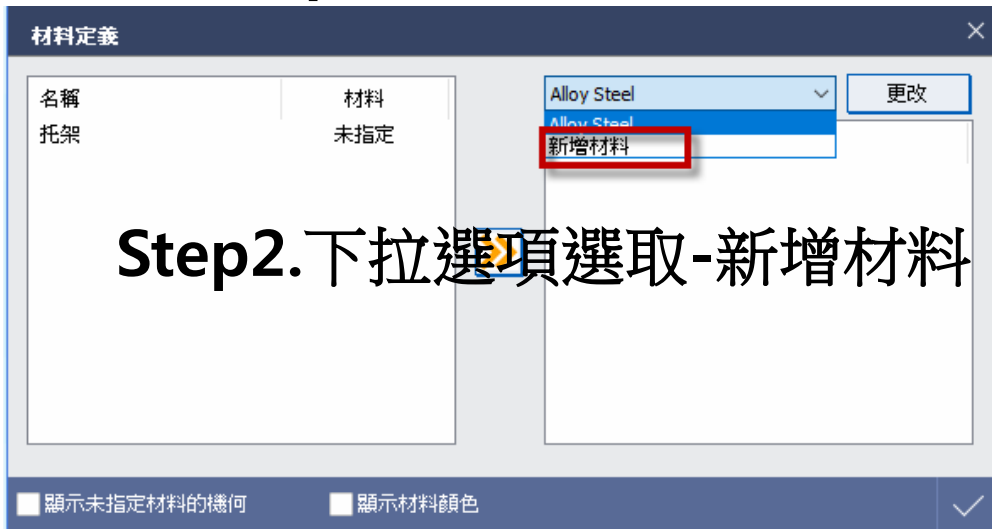 材料定義
名稱 材料
托架 未指定
Alloy Steel 更改
Alloy Steel
新增材料
Step2.下拉選項選取-新增材料
顯示未指定材料的機何 顯示材料顏色